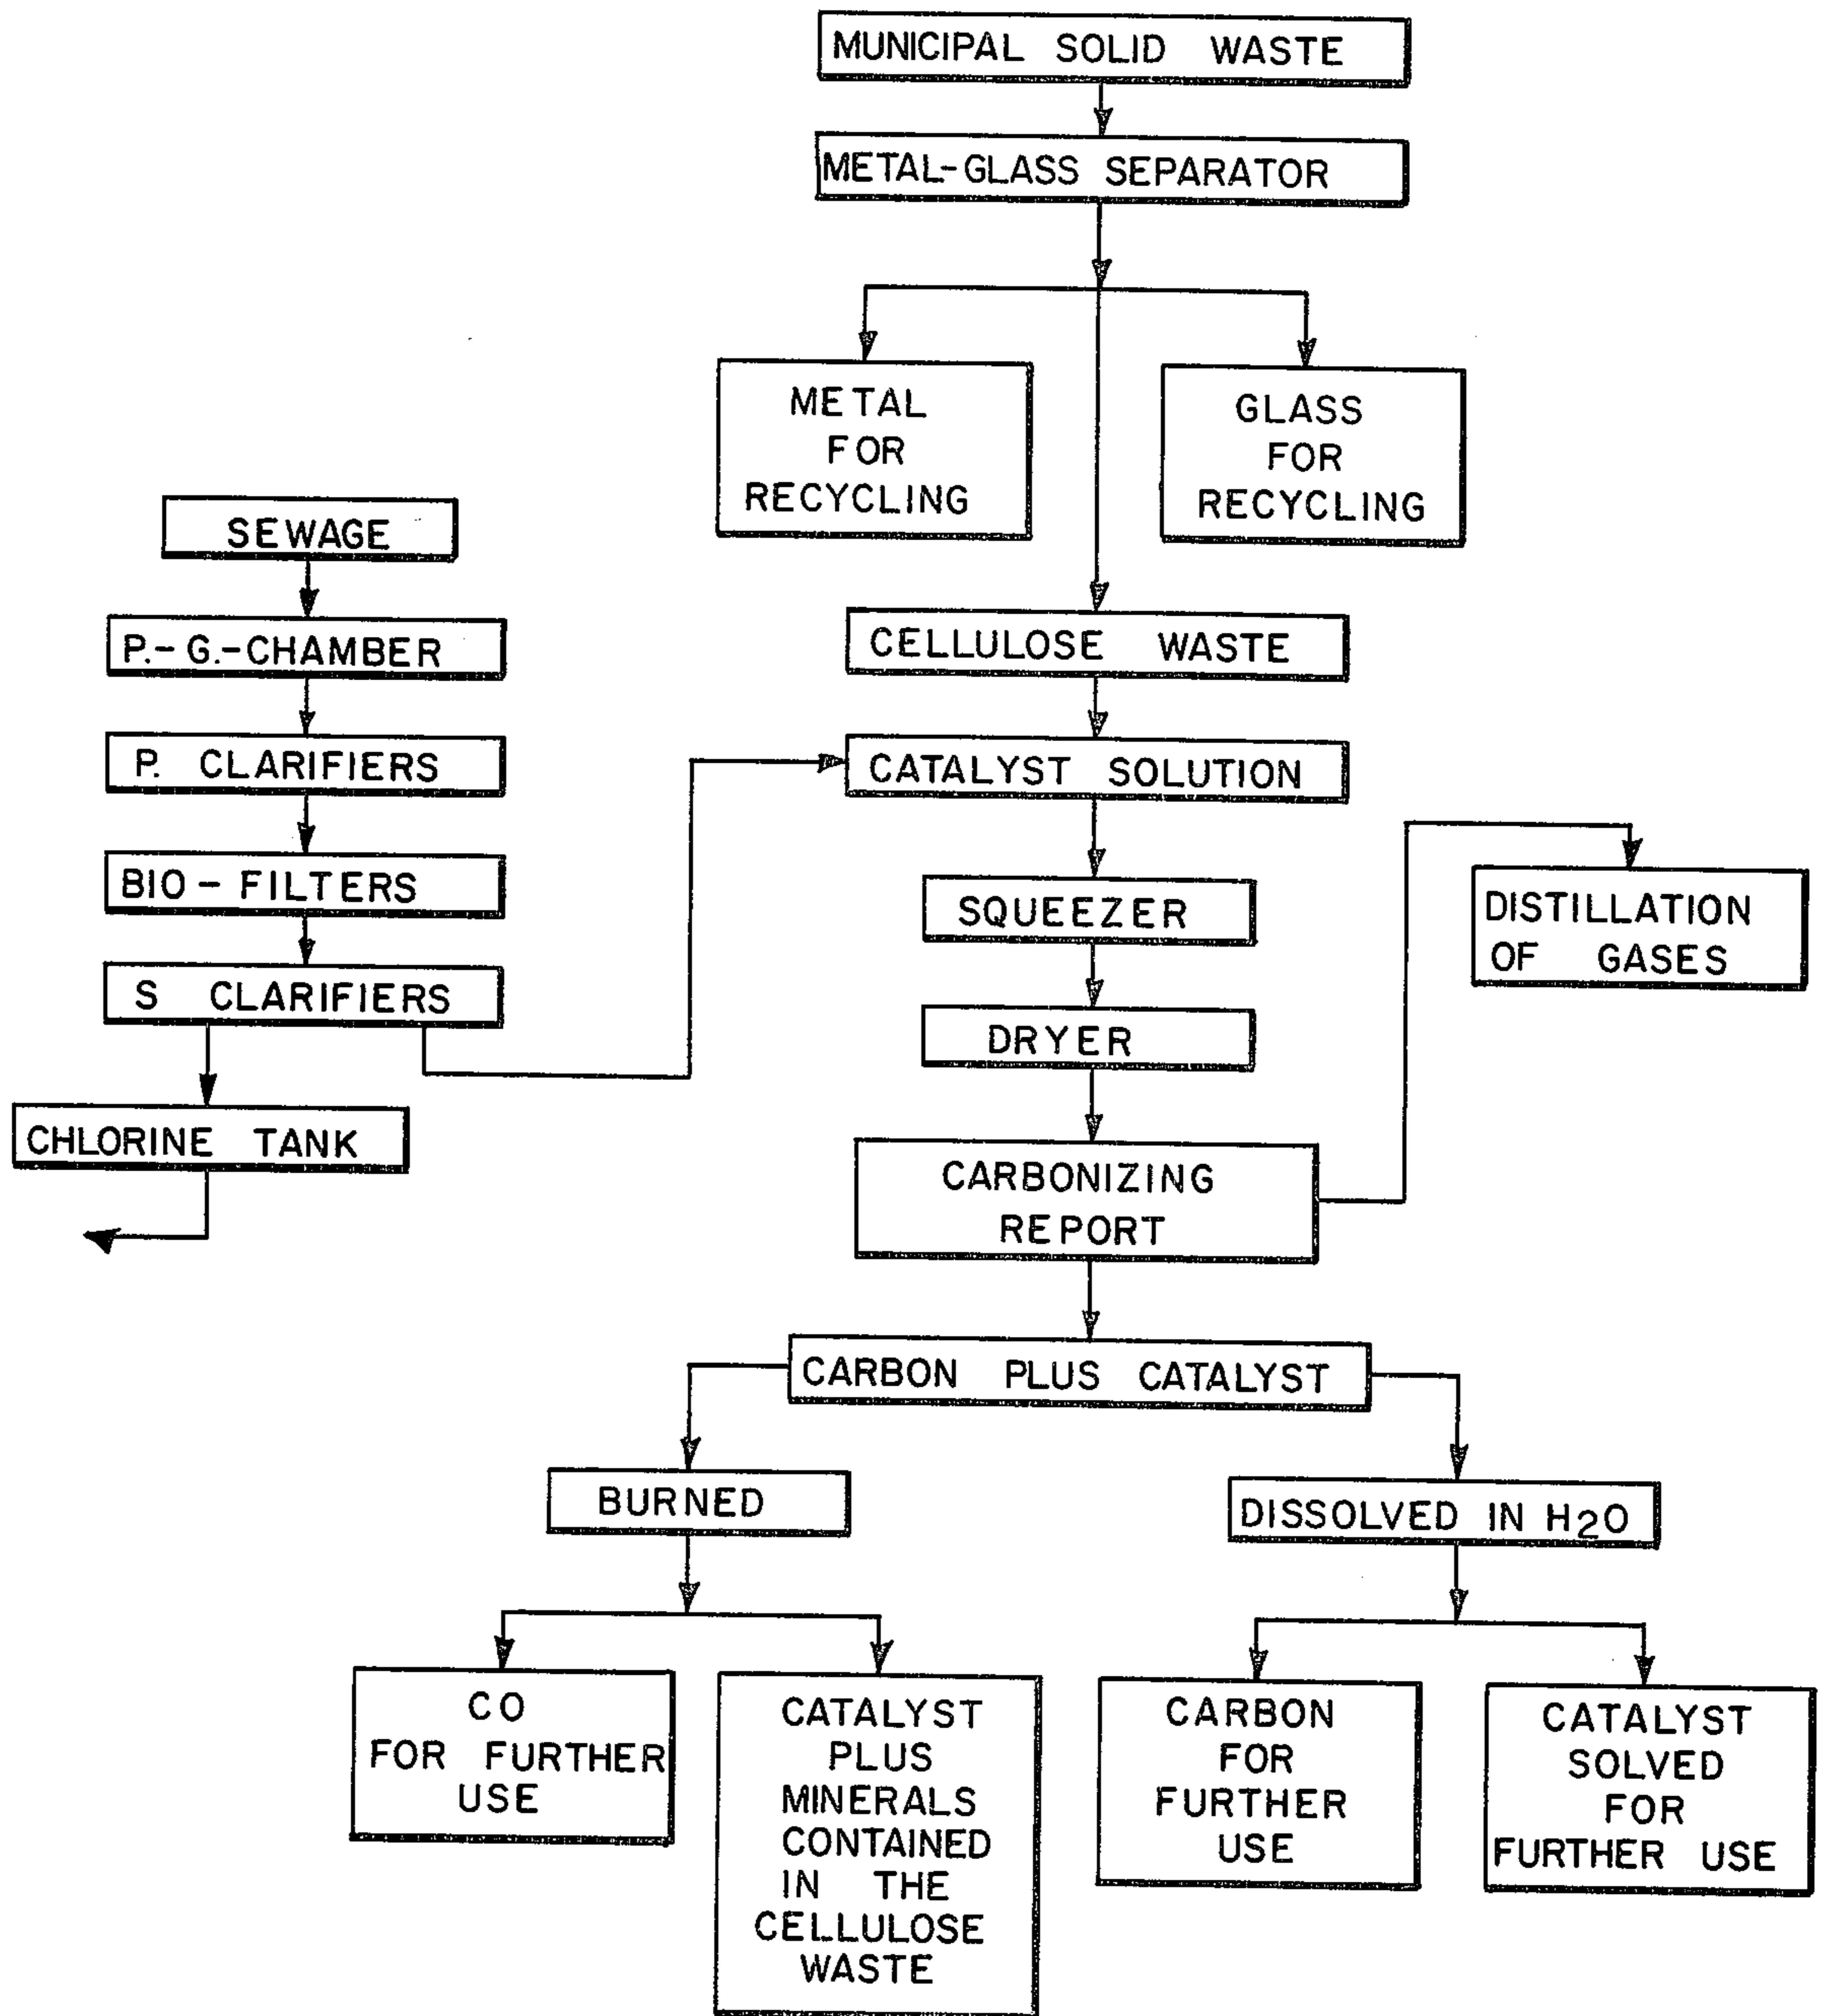 MUNICIPAL SOLID WASTE
METAL-GLASS SEPARATOR
METAL
FOR
RECYCLING
GLASS
FOR
RECYCLING
SEWAGE
P.-G.-CHAMBER
P. CLARIFIERS
BIO-FILTERS
S CLARIFIERS
CHLORINE TANK
CELLULOSE WASTE
CATALYST SOLUTION
SQUEEZER
DRYER
CARBONIZING
REPORT
DISTILLATION
OF GASES
CARBON PLUS CATALYST
BURNED
DISSOLVED IN H2O
CO
FOR FURTHER
USE
CATALYST
PLUS
MINERALS
CONTAINED
IN THE
CELLULOSE
WASTE
CARBON
FOR
FURTHER
USE
CATALYST
SOLVED
FOR
FURTHER USE